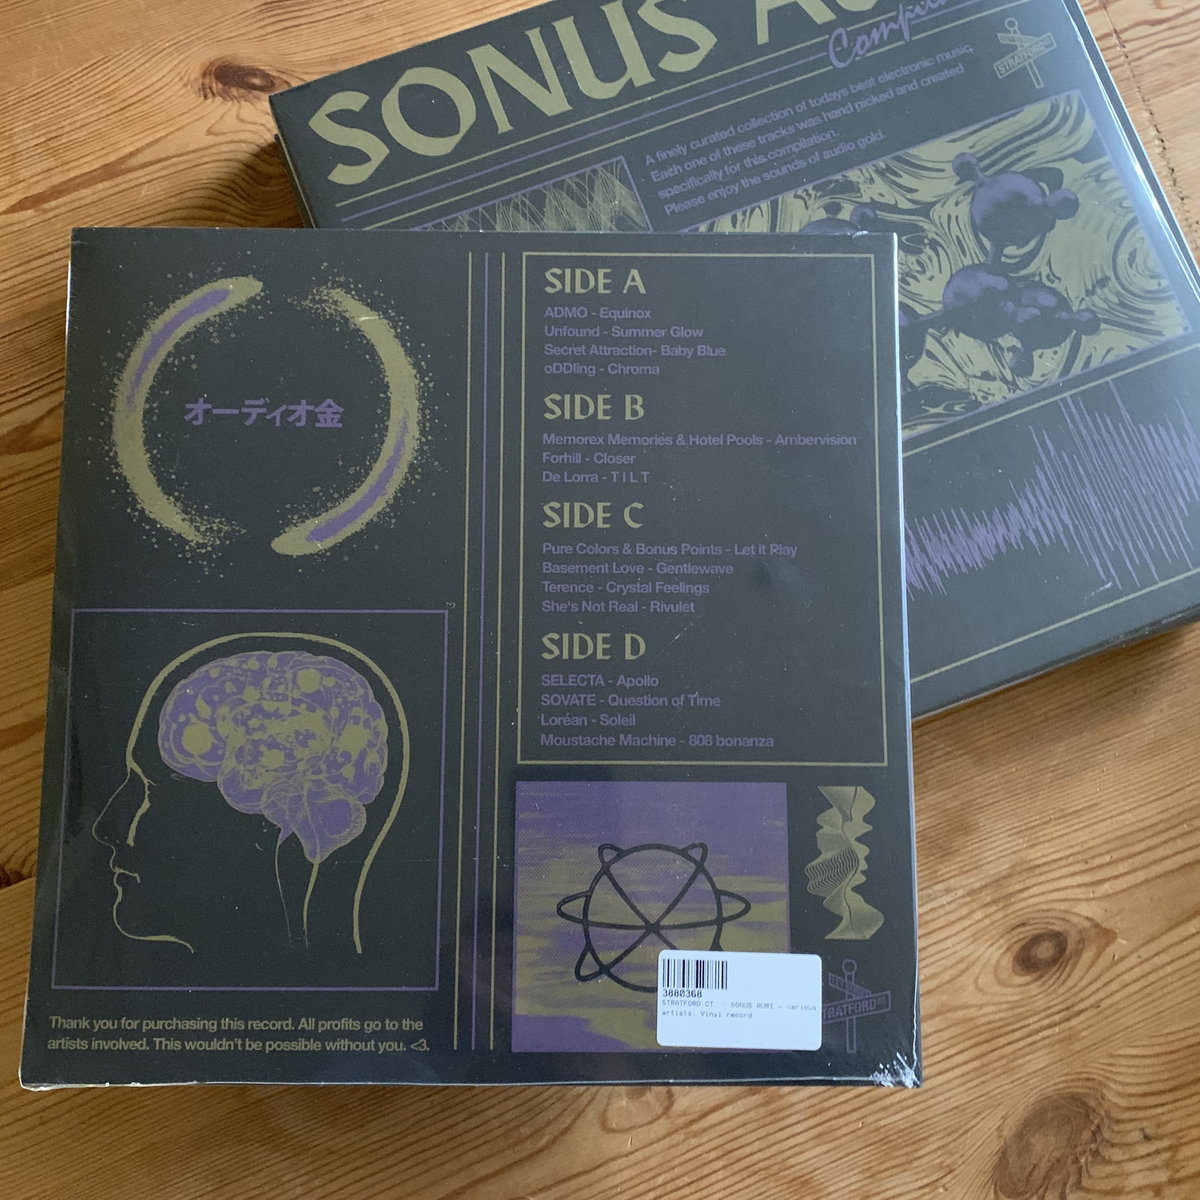 SONUS
STRATFORD
A finely curated collection of todays best electronic music,
Each one of these tracks was hand picked and created
specifically for this compilation.
Please enjoy the sounds of audio gold.
オーディオ金
SIDE A
ADMO - Equinox
Unfound - Summer Glow
Secret Attraction- Baby Blue
oDDling - Chroma
SIDE B
Memorex Memories & Hotel Pools - Ambervision
Forhill - Closer
De Lorra - T I L T
SIDE C
Pure Colors & Bonus Points - Let it Play
Basement Love - Gentlewave
Terence - Crystal Feelings
She's Not Real - Rivulet
SIDE D
SELECTA - Apollo
SOVATE - Question of Time
Loréan - Soleil
Moustache Machine - 808 bonanza
3880368
STRATFORD CT. : SONUS AURI - various
artists. Vinyl record
Thank you for purchasing this record. All profits go to the
artists involved. This wouldn't be possible without you. <3.